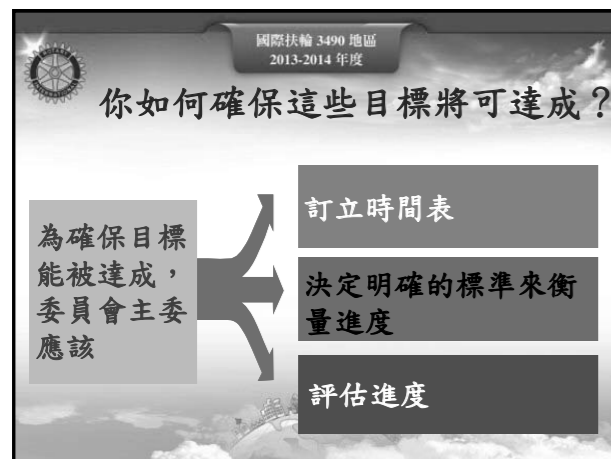 國際扶輪 3490 地區
2013-2014 年度
你如何確保這些目標將可達成？
為確保目標
能被達成，
委員會主委
應該
訂立時間表
決定明確的標準來衡
量進度
評估進度